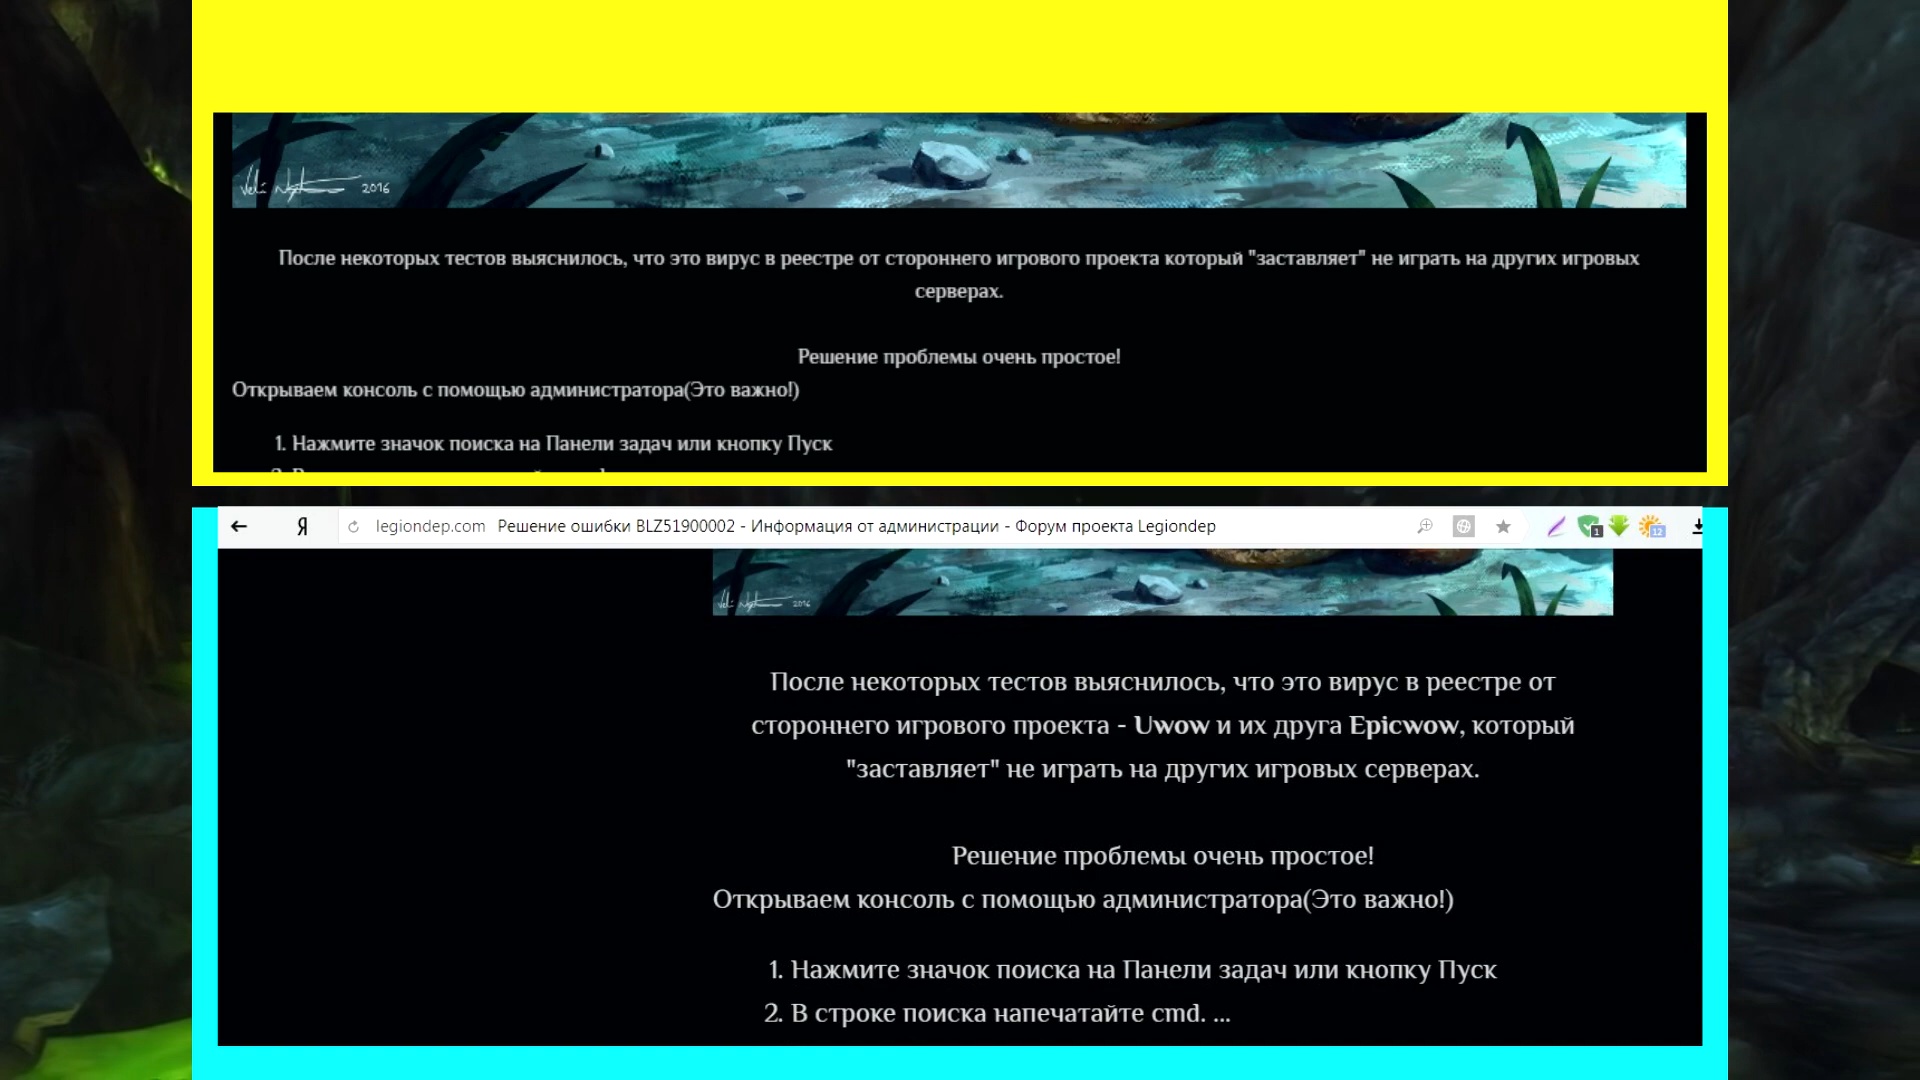 2016
После некоторых тестов выяснилось, что это вирус в реестре от стороннего игрового проекта который "заставляет" не играть на других игровых
серверах.
Решение проблемы очень простое!
Открываем консоль с помощью администратора(Это важно!)
1. Нажмите значок поиска на Панели задач или кнопку Пуск
Я legiondep.com Решение ошибки BLZ51900002 - Информация от администрации - Форум проекта Legiondep 1 12
2016
После некоторых тестов выяснилось, что это вирус в реестре от
стороннего игрового проекта - Uwow и их друга Epicwow, который
"заставляет" не играть на других игровых серверах.
Решение проблемы очень простое!
Открываем консоль с помощью администратора(Это важно!)
1. Нажмите значок поиска на Панели задач или кнопку Пуск
2. В строке поиска напечатайте cmd. ...